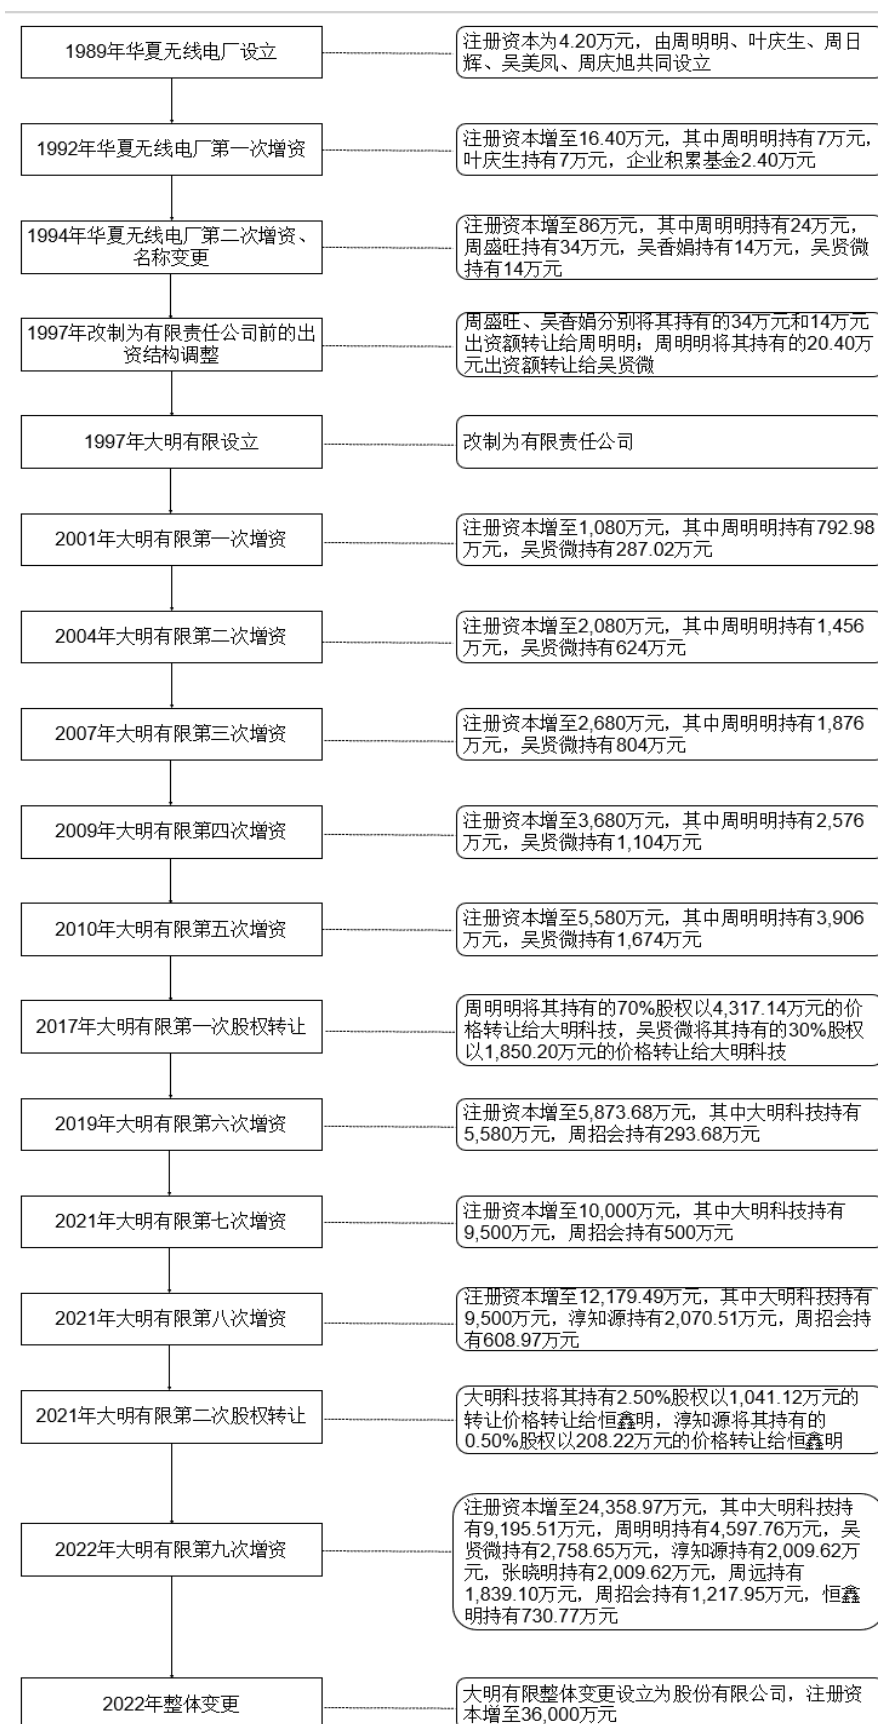 1989年华夏无线电厂设立
注册资本为4.20万元，由周明明、叶庆生、周日
辉、吴美凤、周庆旭共同设立
1992年华夏无线电厂第一次增资
注册资本增至16.40万元，其中周明明持有7万元，
叶庆生持有7万元，企业积累基金2.40万元
1994年华夏无线电厂第二次增资、
名称变更
注册资本增至86万元，其中周明明持有24万元，
周盛旺持有34万元，吴香娟持有14万元，吴贤微
持有14万元
1997年改制为有限责任公司前的出
资结构调整
周盛旺、吴香娟分别将其持有的34万元和14万元
出资额转让给周明明；周明明将其持有的20.40万
元出资额转让给吴贤微
1997年大明有限设立
改制为有限责任公司
2001年大明有限第一次增资
注册资本增至1,080万元，其中周明明持有792.98
万元，吴贤微持有287.02万元
2004年大明有限第二次增资
注册资本增至2,080万元，其中周明明持有1,456
万元，吴贤微持有624万元
2007年大明有限第三次增资
注册资本增至2,680万元，其中周明明持有1,876
万元，吴贤微持有804万元
2009年大明有限第四次增资
注册资本增至3,680万元，其中周明明持有2,576
万元，吴贤微持有1,104万元
2010年大明有限第五次增资
注册资本增至5,580万元，其中周明明持有3,906
万元，吴贤微持有1,674万元
2017年大明有限第一次股权转让
周明明将其持有的70%股权以4,317.14万元的价
格转让给大明科技，吴贤微将其持有的30%股权
以1,850.20万元的价格转让给大明科技
2019年大明有限第六次增资
注册资本增至5,873.68万元，其中大明科技持有
5,580万元，周招会持有293.68万元
2021年大明有限第七次增资
注册资本增至10,000万元，其中大明科技持有
9,500万元，周招会持有500万元
2021年大明有限第八次增资
注册资本增至12,179.49万元，其中大明科技持有
9,500万元，淳知源持有2,070.51万元，周招会持
有608.97万元
2021年大明有限第二次股权转让
大明科技将其持有2.50%股权以1,041.12万元的
转让价格转让给恒鑫明，淳知源将其持有的
0.50%股权以208.22万元的价格转让给恒鑫明
2022年大明有限第九次增资
注册资本增至24,358.97万元，其中大明科技持
有9,195.51万元，周明明持有4,597.76万元，吴
贤微持有2,758.65万元，淳知源持有2,009.62万
元，张晓明持有2,009.62万元，周远持有
1,839.10万元，周招会持有1,217.95万元，恒鑫
明持有730.77万元
2022年整体变更
大明有限整体变更设立为股份有限公司，注册资
本增至36,000万元